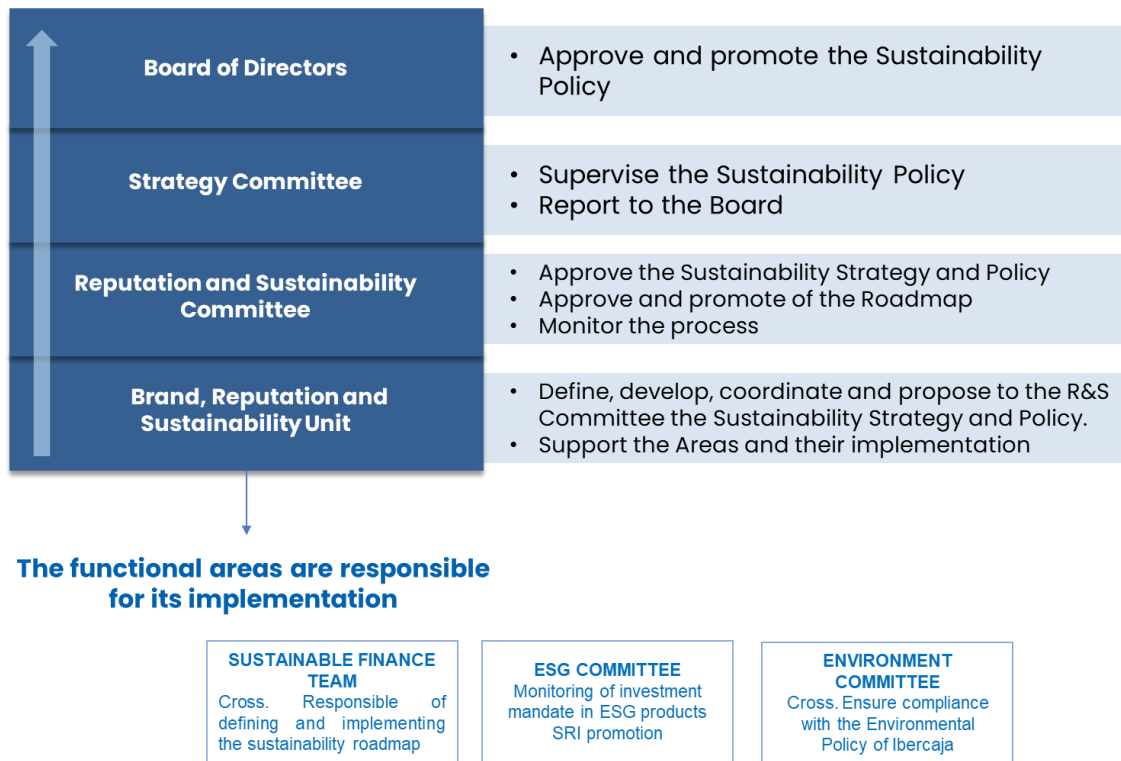 Board of Directors
• Approve and promote the Sustainability
Policy
Strategy Committee
• Supervise the Sustainability Policy
• Report to the Board
Reputation and Sustainability
Committee
• Approve the Sustainability Strategy and Policy
• Approve and promote of the Roadmap
• Monitor the process
Brand, Reputation and
Sustainability Unit
• Define, develop, coordinate and propose to the R&S
Committee the Sustainability Strategy and Policy.
• Support the Areas and their implementation
The functional areas are responsible
for its implementation
SUSTAINABLE FINANCE
TEAM
Cross. Responsible of
defining and implementing
the sustainability roadmap
ESG COMMITTEE
Monitoring of investment
mandate in ESG products
SRI promotion
ENVIRONMENT
COMMITTEE
Cross. Ensure compliance
with the Environmental
Policy of Ibercaja